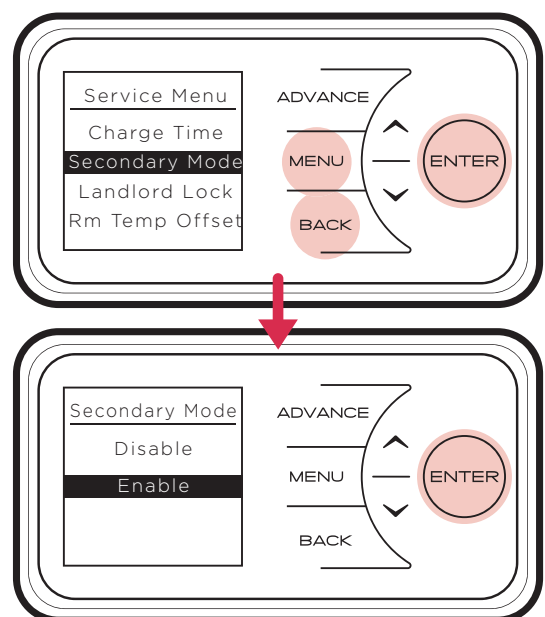 Service Menu
Charge Time
Secondary Mode
Landlord Lock
Rm Temp Offset
ADVANCE
MENU
BACK
ENTER
Secondary Mode
Disable
Enable
ADVANCE
MENU
BACK
ENTER